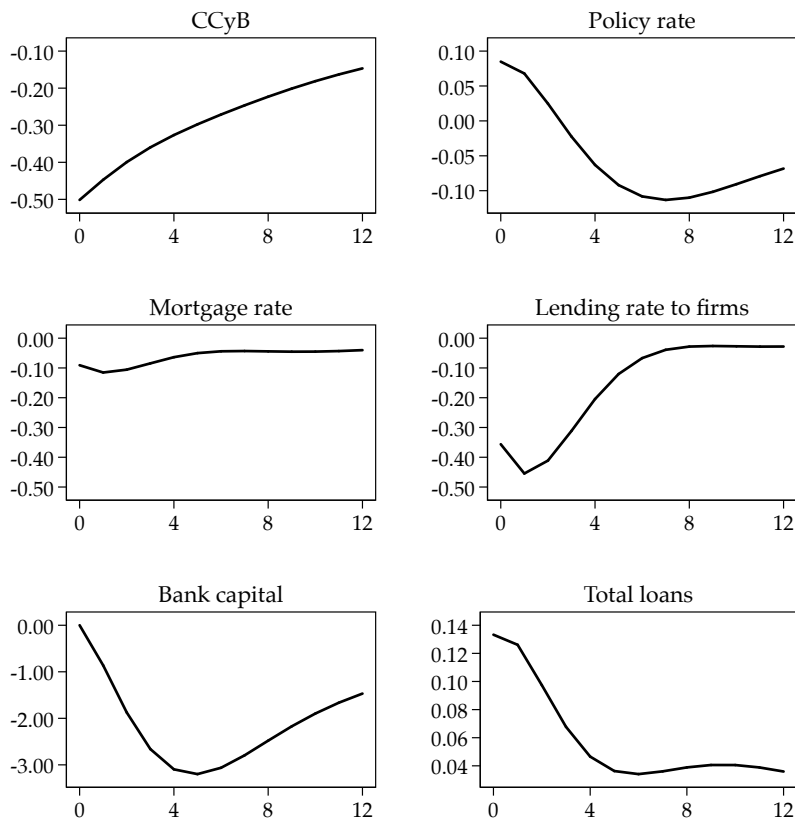 CCyB
-0.10
-0.20
-0.30
-0.40
-0.50
0 4 8 12
Policy rate
0.10
0.05
0.00
-0.05
-0.10
0 4 8 12
Mortgage rate
0.00
-0.10
-0.20
-0.30
-0.40
-0.50
0 4 8 12
Lending rate to firms
0.00
-0.10
-0.20
-0.30
-0.40
-0.50
0 4 8 12
Bank capital
0.00
-1.00
-2.00
-3.00
0 4 8 12
Total loans
0.14
0.12
0.10
0.08
0.06
0.04
0 4 8 12